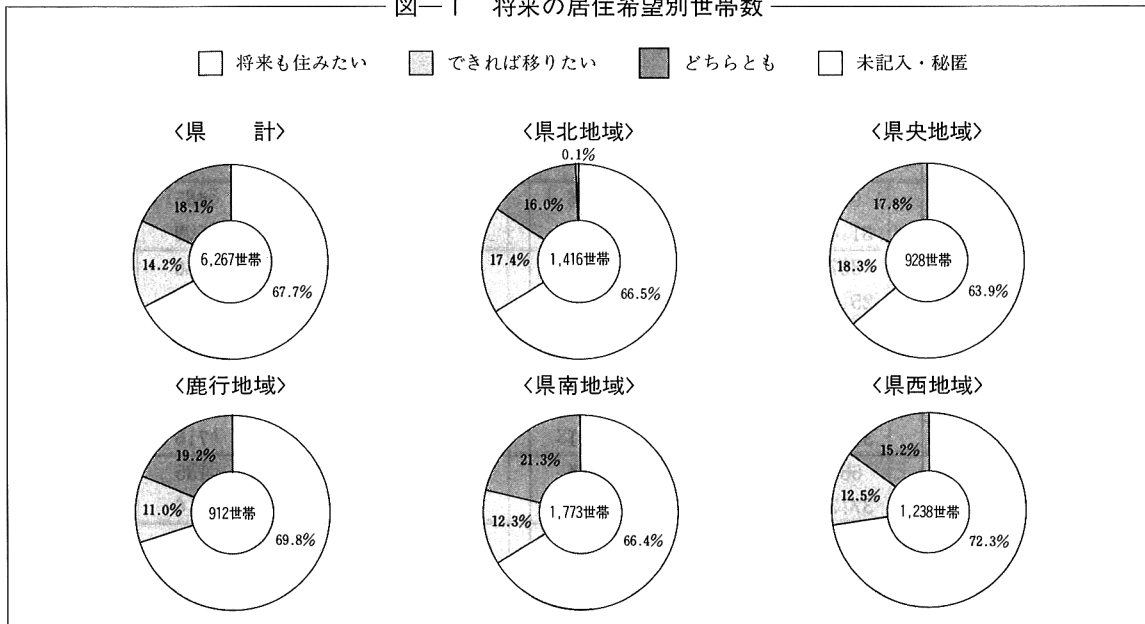 図―1 将来の居住希望別世帯数
将来も住みたい できれば移りたい どちらとも 未記入・秘匿
〈県 計〉
18.1%
14.2%
6,267世帯
67.7%
〈県北地域〉
0.1%
16.0%
17.4%
1,416世帯
66.5%
〈県央地域〉
17.8%
18.3%
928世帯
63.9%
〈鹿行地域〉
19.2%
11.0%
912世帯
69.8%
〈県南地域〉
21.3%
12.3%
1,773世帯
66.4%
〈県西地域〉
15.2%
12.5%
1,238世帯
72.3%